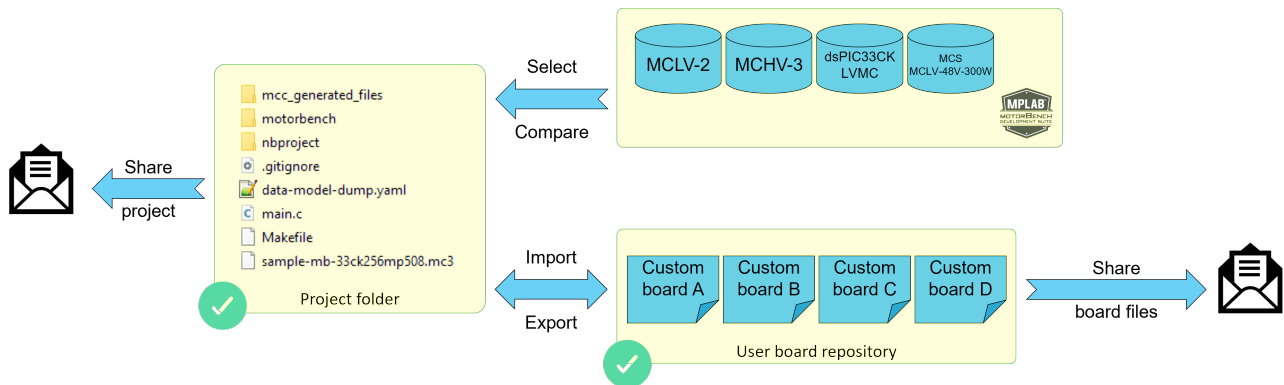 MCLV-2
MCHV-3
dsPIC33CK
LVMC
MCS
MCLV-48V-300W
MPLAB®
MOTORBENCH
DEVELOPMENT SUITE
Select
Compare
mcc_generated_files
motorbench
nbproject
.gitignore
data-model-dump.yaml
main.c
Makefile
sample-mb-33ck256mp508.mc3
Project folder
Share
project
Import
Export
Custom
board A
Custom
board B
Custom
board C
Custom
board D
User board repository
Share
board files